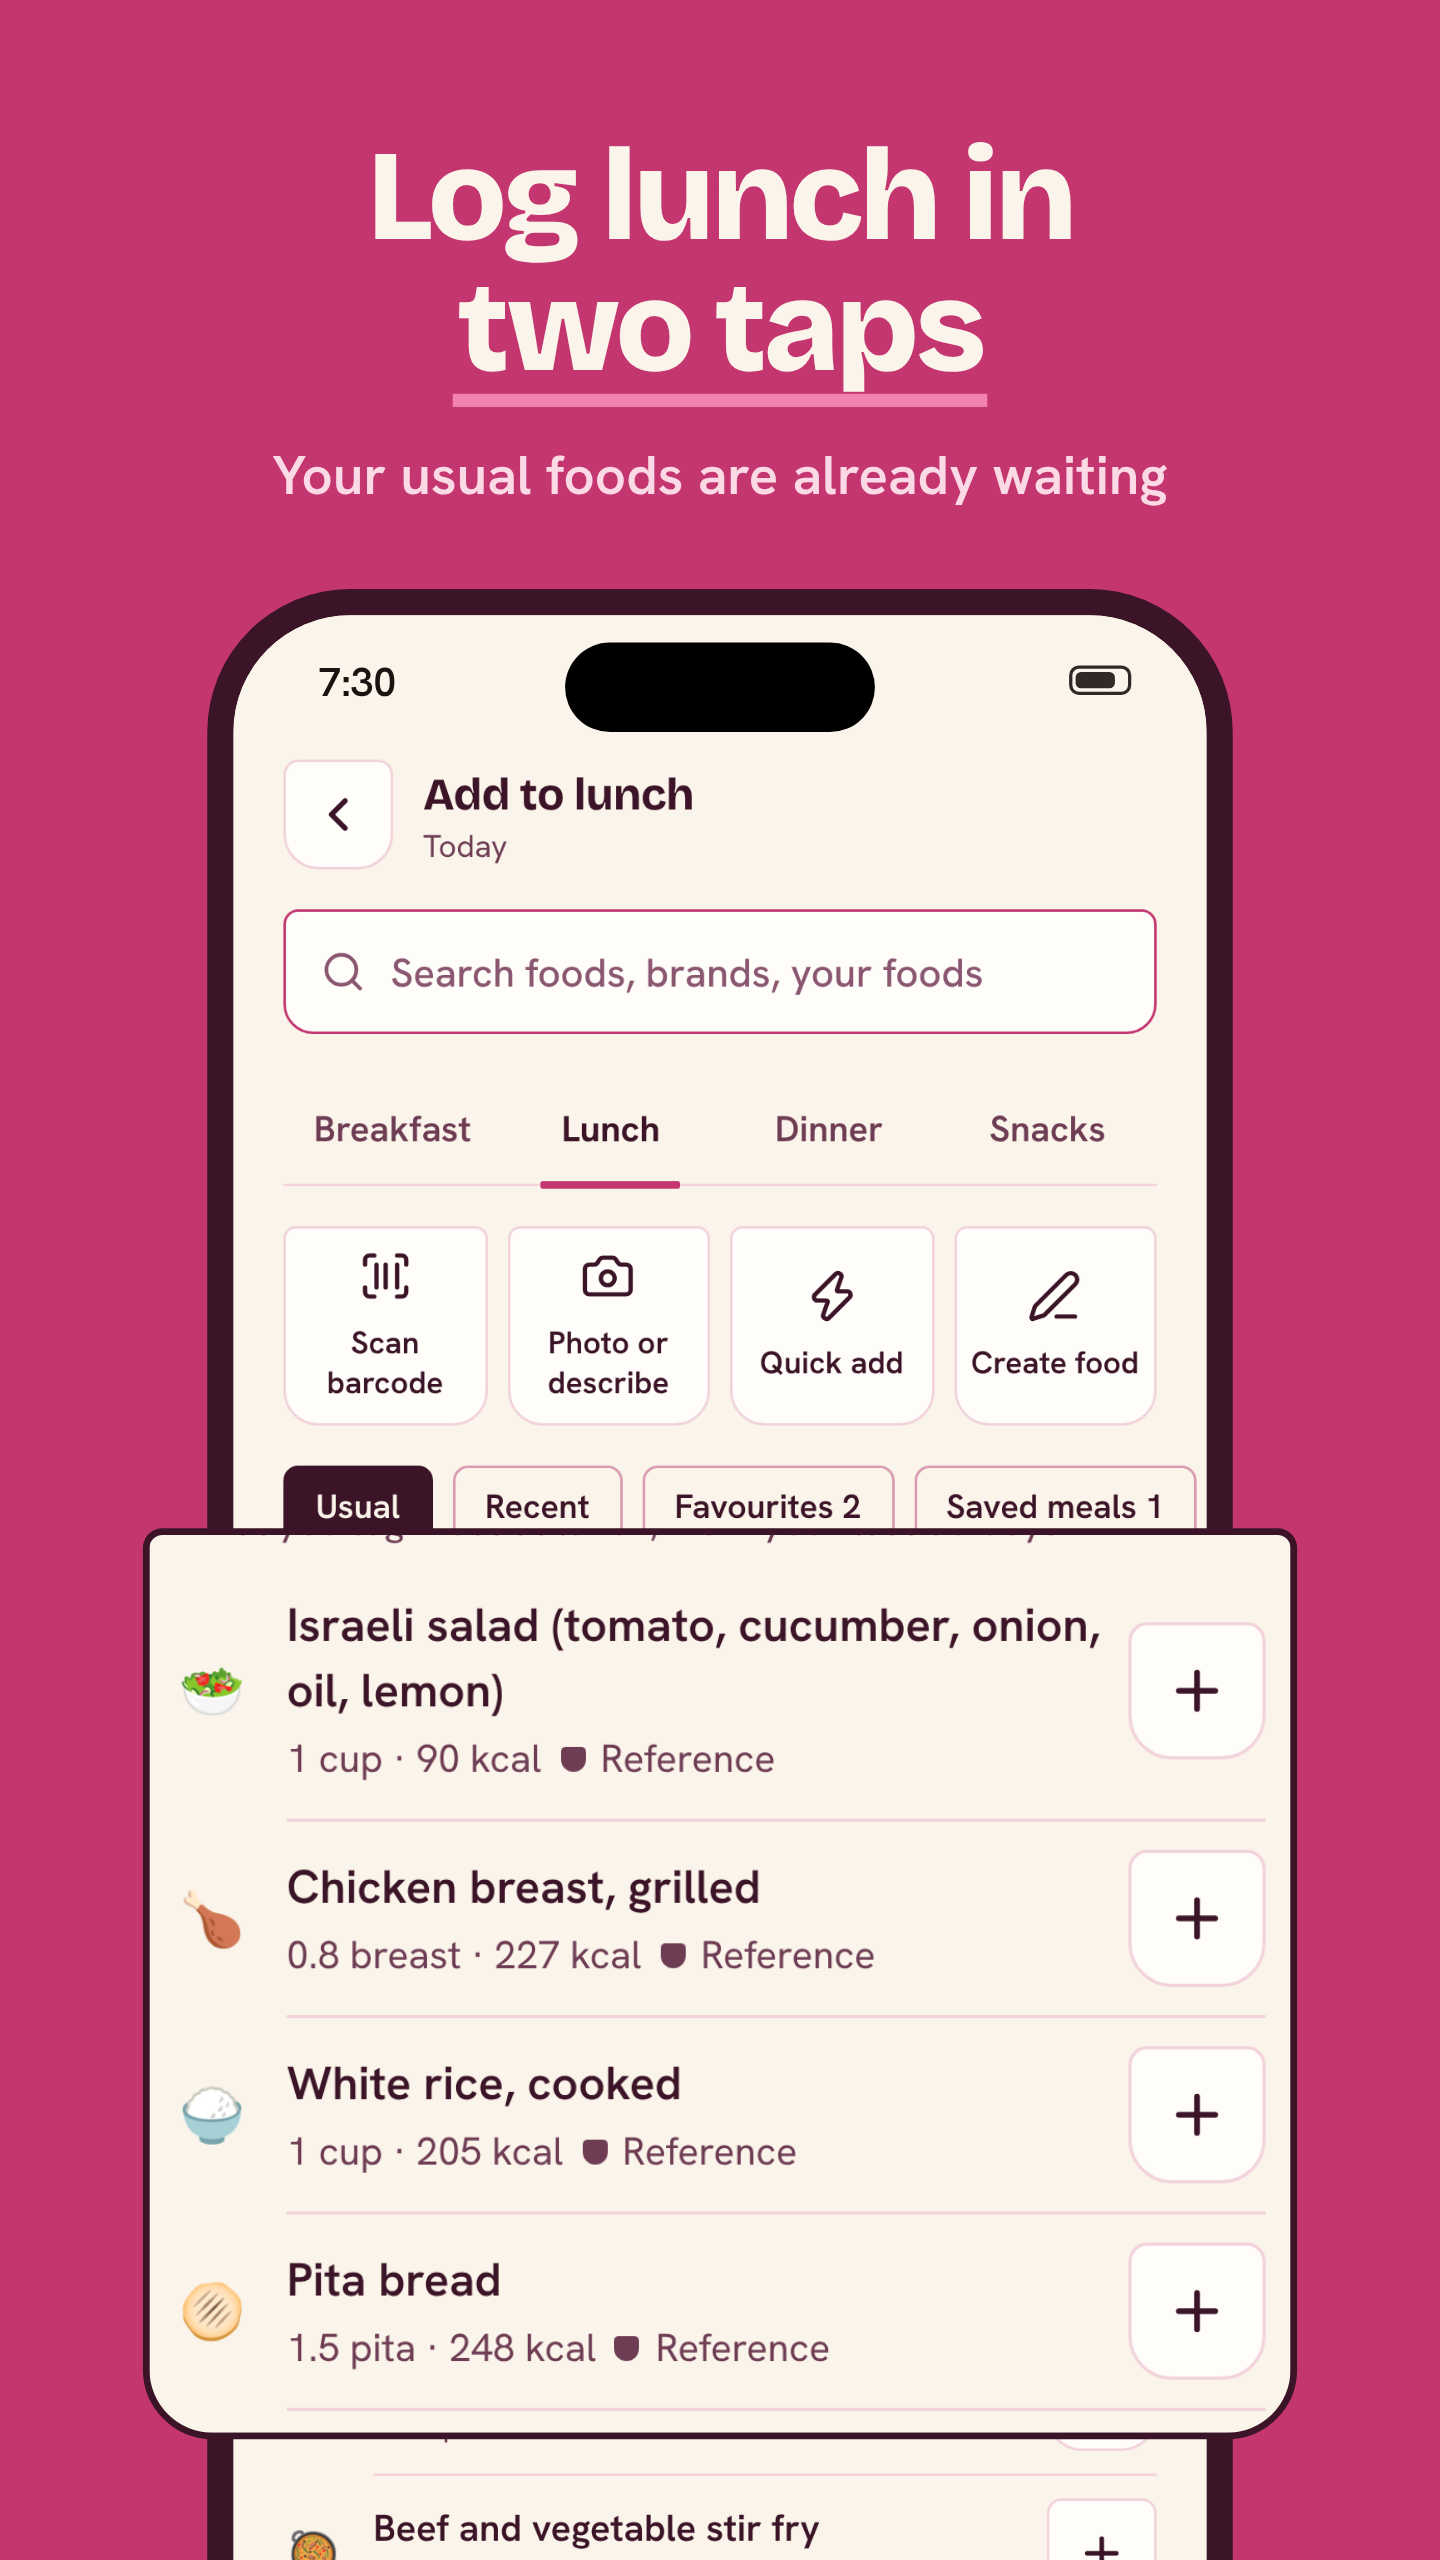 Log lunch in
two taps
Your usual foods are already waiting
7:30
Add to lunch
Today
Search foods, brands, your foods
Breakfast Lunch Dinner Snacks
Scan
barcode
Photo or
describe
Quick add
Create food
Usual Recent Favourites 2 Saved meals 1
Israeli salad (tomato, cucumber, onion,
oil, lemon)
1 cup · 90 kcal Reference
Chicken breast, grilled
0.8 breast · 227 kcal Reference
White rice, cooked
1 cup · 205 kcal Reference
Pita bread
1.5 pita · 248 kcal Reference
Beef and vegetable stir fry